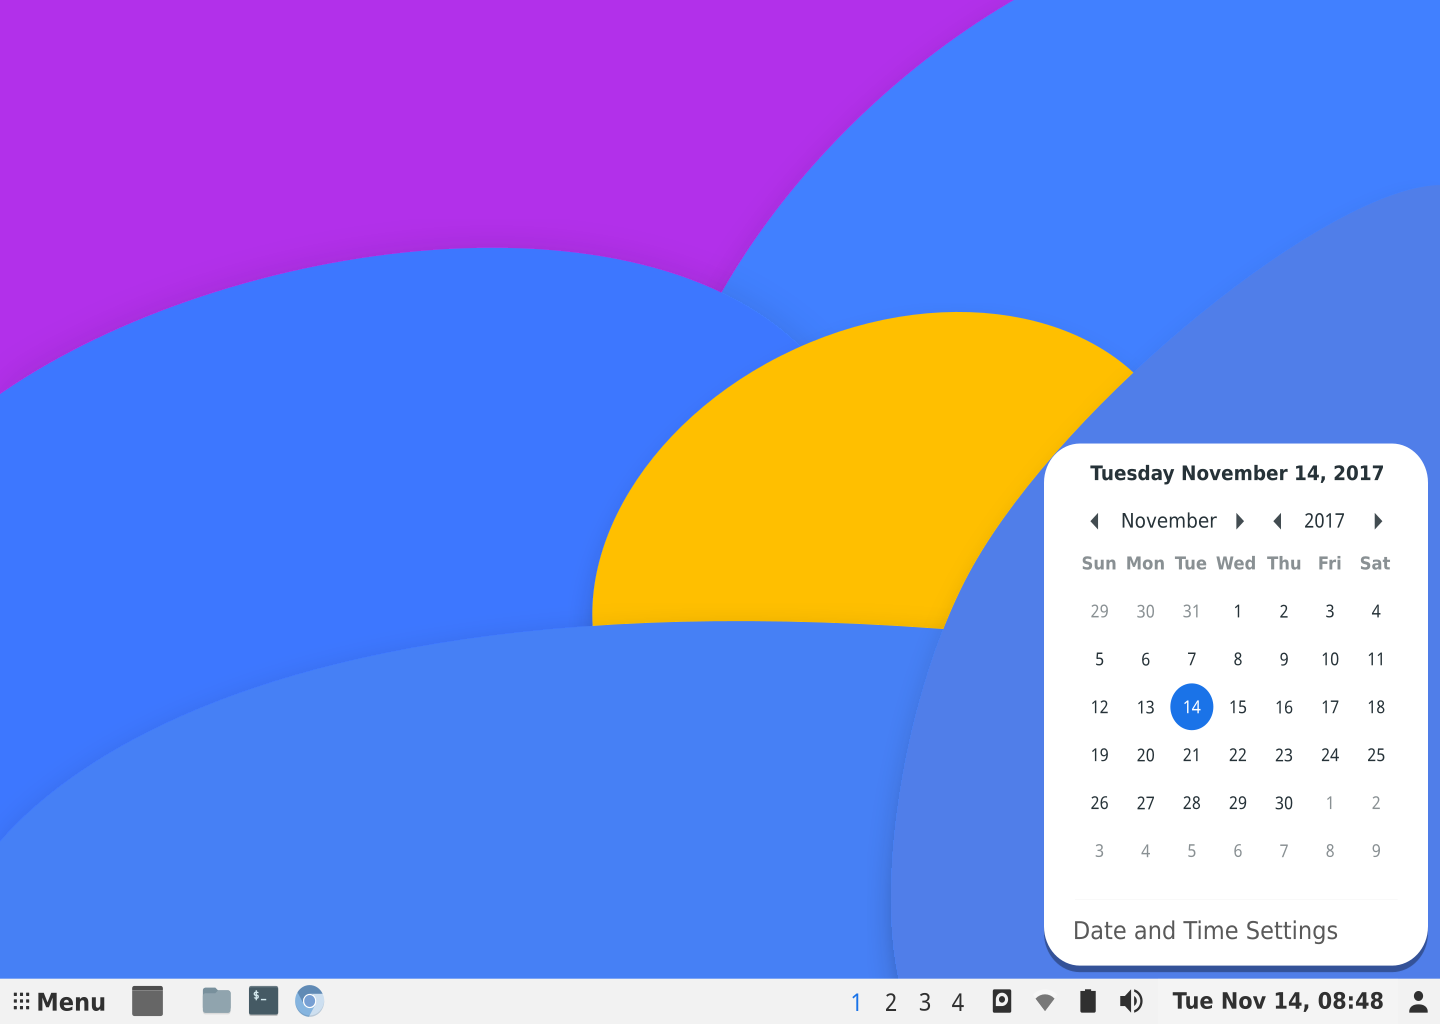 Tuesday November 14, 2017
November 2017
Sun Mon Tue Wed Thu Fri Sat
29 30 31 1 2 3 4
5 6 7 8 9 10 11
12 13 14 15 16 17 18
19 20 21 22 23 24 25
26 27 28 29 30 1 2
3 4 5 6 7 8 9
Date and Time Settings
Menu $_ 1 2 3 4 Tue Nov 14, 08:48